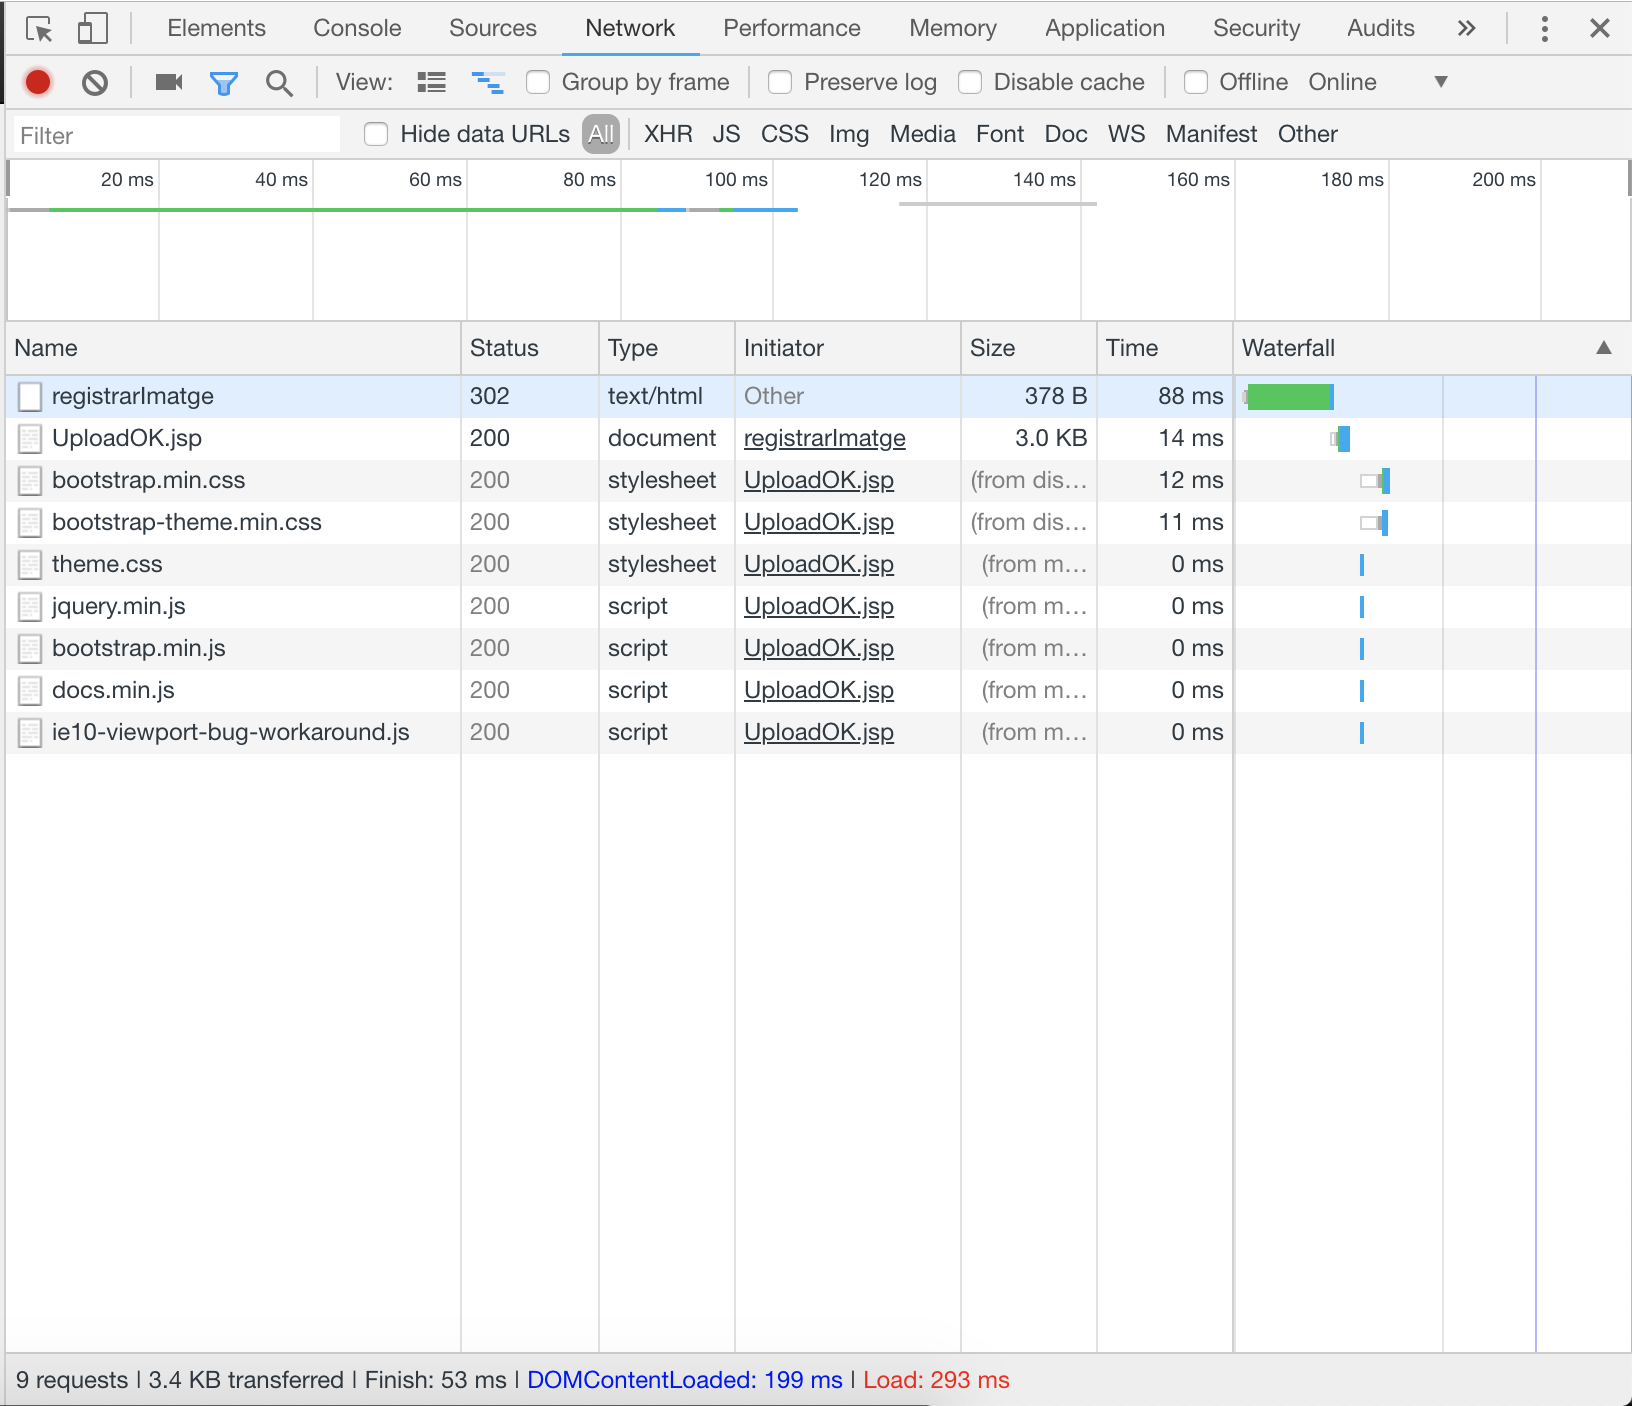 Elements Console Sources Network Performance Memory Application Security Audits »
View: Group by frame Preserve log Disable cache Offline Online ▼
Filter Hide data URLs All XHR JS CSS Img Media Font Doc WS Manifest Other
20 ms 40 ms 60 ms 80 ms 100 ms 120 ms 140 ms 160 ms 180 ms 200 ms
Name Status Type Initiator Size Time Waterfall ▲
registrarImatge 302 text/html Other 378 B 88 ms
UploadOK.jsp 200 document registrarImatge 3.0 KB 14 ms
bootstrap.min.css 200 stylesheet UploadOK.jsp (from dis… 12 ms
bootstrap-theme.min.css 200 stylesheet UploadOK.jsp (from dis… 11 ms
theme.css 200 stylesheet UploadOK.jsp (from m… 0 ms
jquery.min.js 200 script UploadOK.jsp (from m… 0 ms
bootstrap.min.js 200 script UploadOK.jsp (from m… 0 ms
docs.min.js 200 script UploadOK.jsp (from m… 0 ms
ie10-viewport-bug-workaround.js 200 script UploadOK.jsp (from m… 0 ms
9 requests | 3.4 KB transferred | Finish: 53 ms | DOMContentLoaded: 199 ms | Load: 293 ms